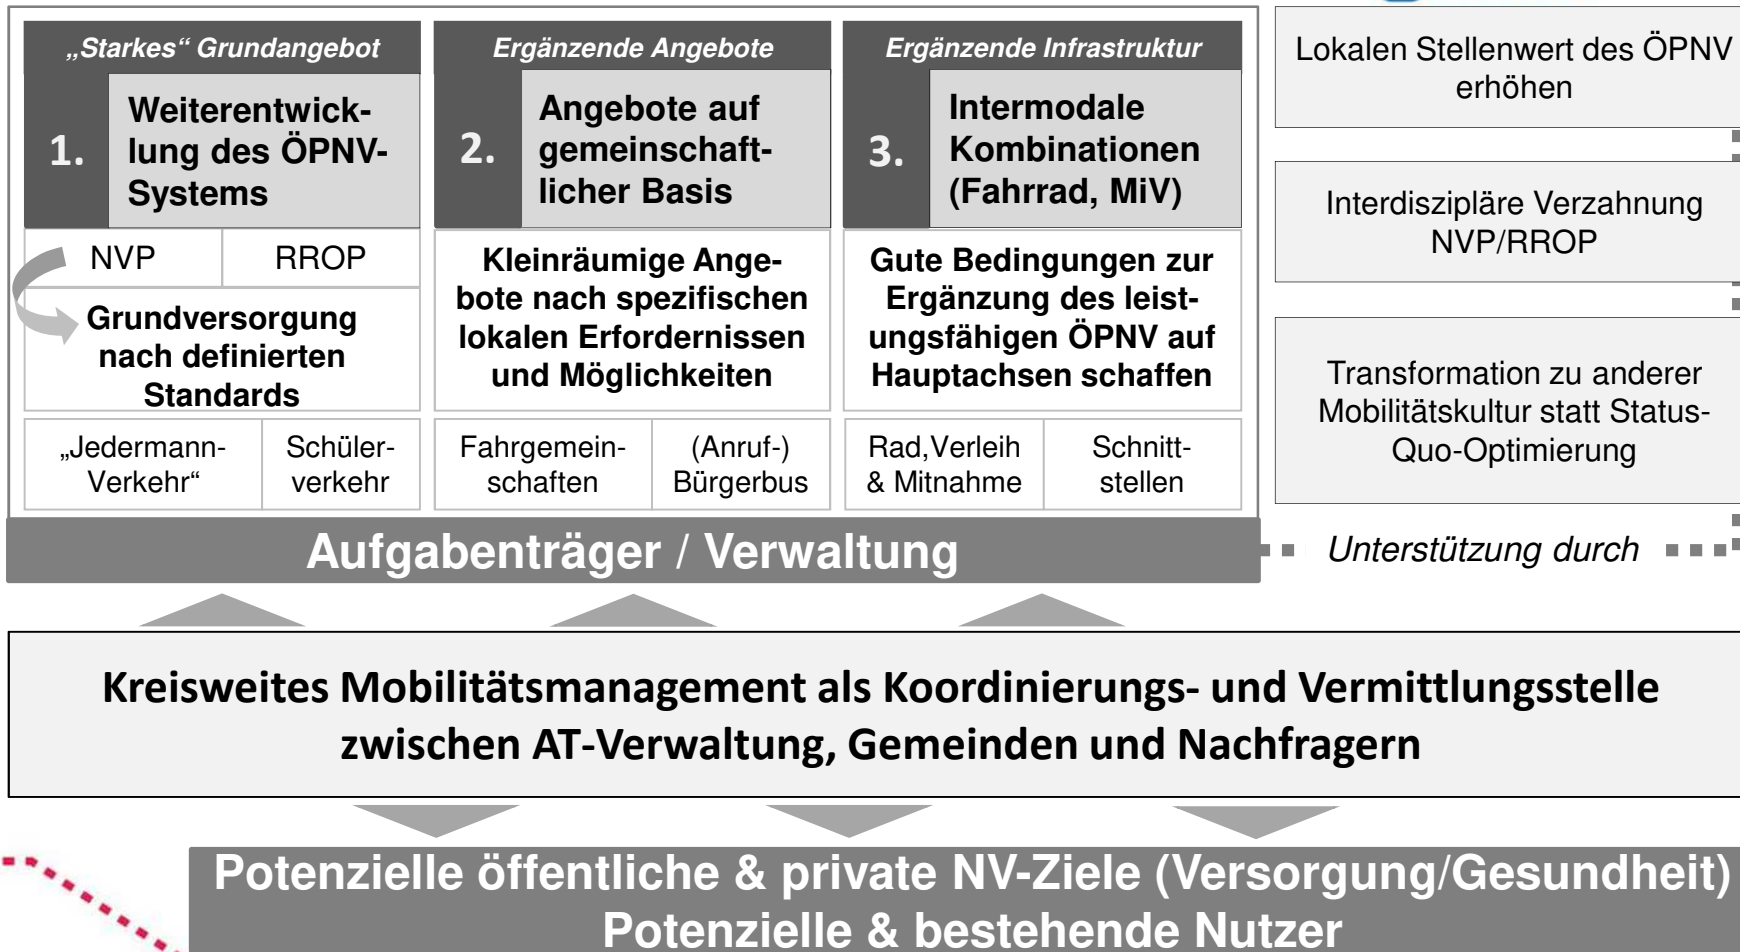 „Starkes“ Grundangebot
1.
Weiterentwick-
lung des ÖPNV-
Systems
NVP
RROP
Grundversorgung
nach definierten
Standards
„Jedermann-
Verkehr“
Schüler-
verkehr
Ergänzende Angebote
2.
Angebote auf
gemeinschaft-
licher Basis
Kleinräumige Ange-
bote nach spezifischen
lokalen Erfordernissen
und Möglichkeiten
Fahrgemein-
schaften
(Anruf-)
Bürgerbus
Ergänzende Infrastruktur
3.
Intermodale
Kombinationen
(Fahrrad, MiV)
Gute Bedingungen zur
Ergänzung des leist-
ungsfähigen ÖPNV auf
Hauptachsen schaffen
Rad,Verleih
& Mitnahme
Schnitt-
stellen
Lokalen Stellenwert des ÖPNV
erhöhen
Interdiszipläre Verzahnung
NVP/RROP
Transformation zu anderer
Mobilitätskultur statt Status-
Quo-Optimierung
Aufgabenträger / Verwaltung
Unterstützung durch
Kreisweites Mobilitätsmanagement als Koordinierungs- und Vermittlungsstelle
zwischen AT-Verwaltung, Gemeinden und Nachfragern
Potenzielle öffentliche & private NV-Ziele (Versorgung/Gesundheit)
Potenzielle & bestehende Nutzer